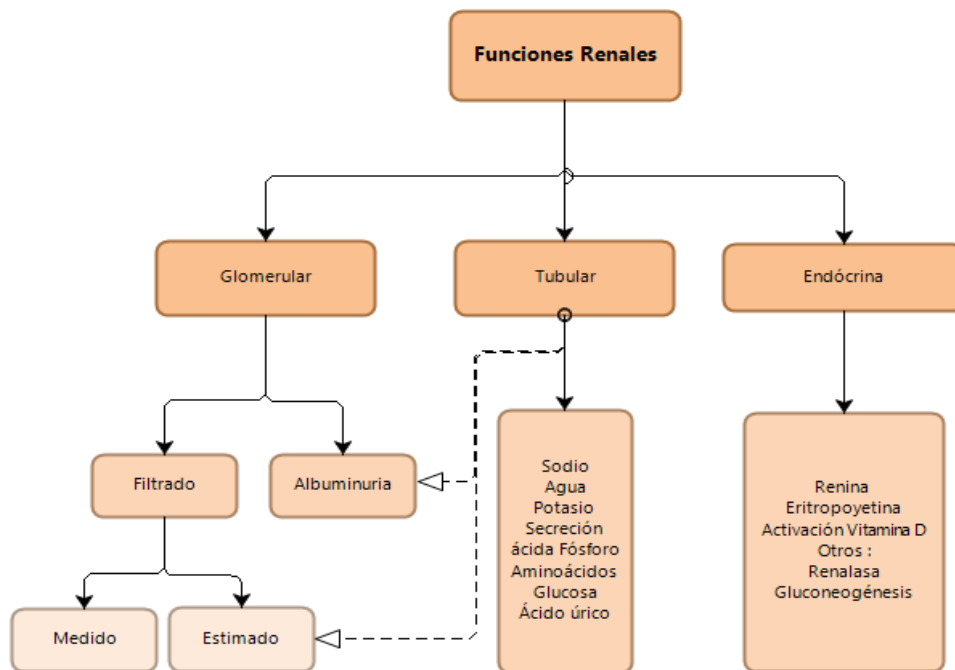 Funciones Renales
Glomerular
Tubular
Endócrina
Filtrado
Albuminuria
Medido
Estimado
Sodio
Agua
Potasio
Secreción
ácida Fósforo
Aminoácidos
Glucosa
Ácido úrico
Renina
Eritropoyetina
Activación Vitamina D
Otros :
Renalasa
Gluconeogénesis